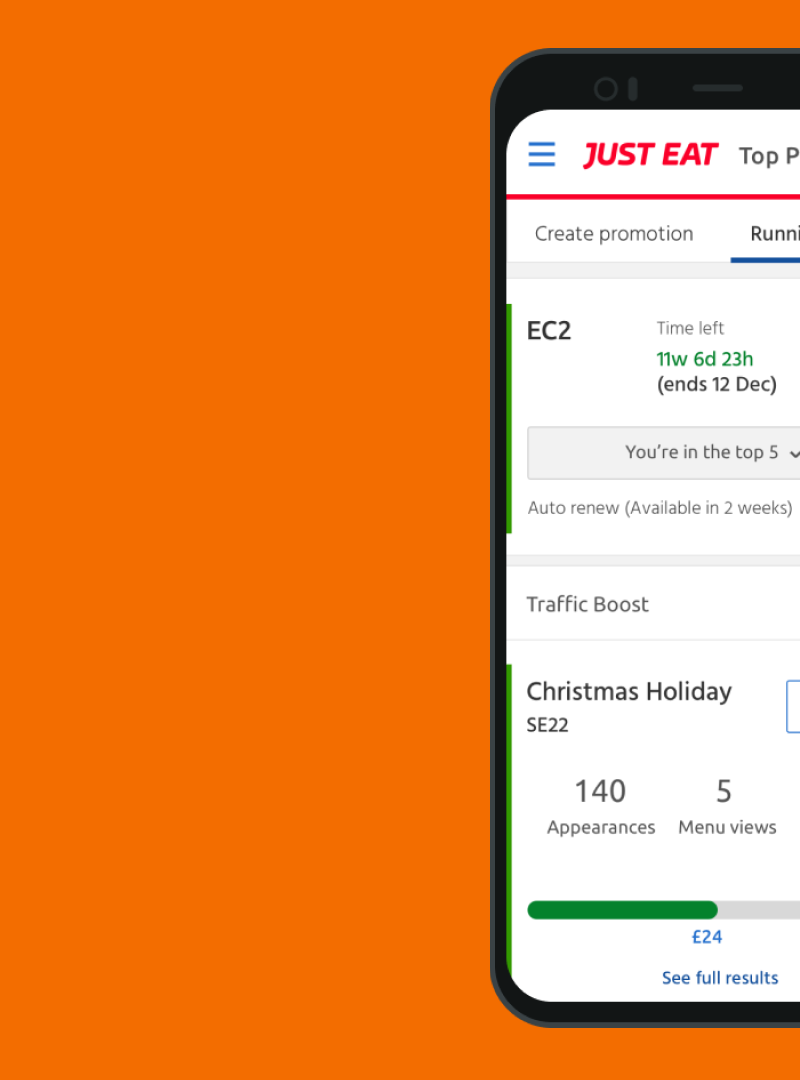 JUST EAT Top P
Create promotion Runni
EC2 Time left
11w 6d 23h
(ends 12 Dec)
You're in the top 5
Auto renew (Available in 2 weeks)
Traffic Boost
Christmas Holiday
SE22
140 5
Appearances Menu views
£24
See full results